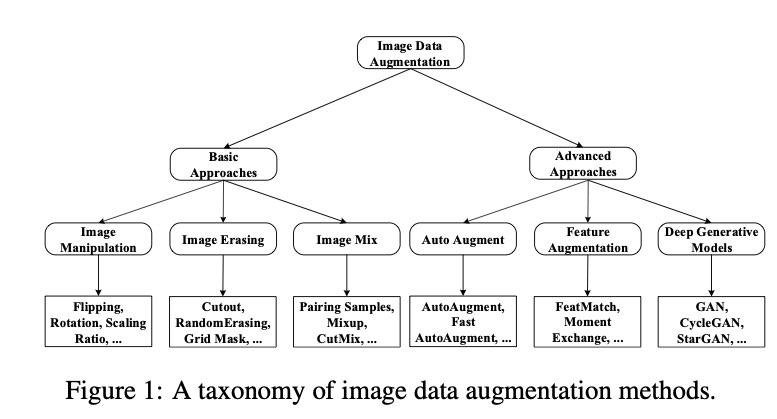 Image Data
Augmentation
Basic
Approaches
Advanced
Approaches
Image
Manipulation
Image Erasing
Image Mix
Auto Augment
Feature
Augmentation
Deep Generative
Models
Flipping,
Rotation, Scaling
Ratio, ...
Cutout,
RandomErasing,
Grid Mask, ...
Pairing Samples,
Mixup,
CutMix, ...
AutoAugment,
Fast
AutoAugment, ...
FeatMatch,
Moment
Exchange, ...
GAN,
CycleGAN,
StarGAN, ...
Figure 1: A taxonomy of image data augmentation methods.